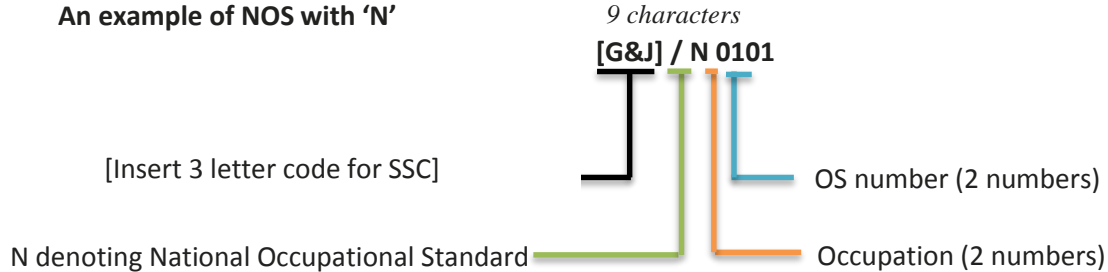 An example of NOS with ‘N’
9 characters
[G&J] / N 0101
[Insert 3 letter code for SSC]
OS number (2 numbers)
N denoting National Occupational Standard
Occupation (2 numbers)